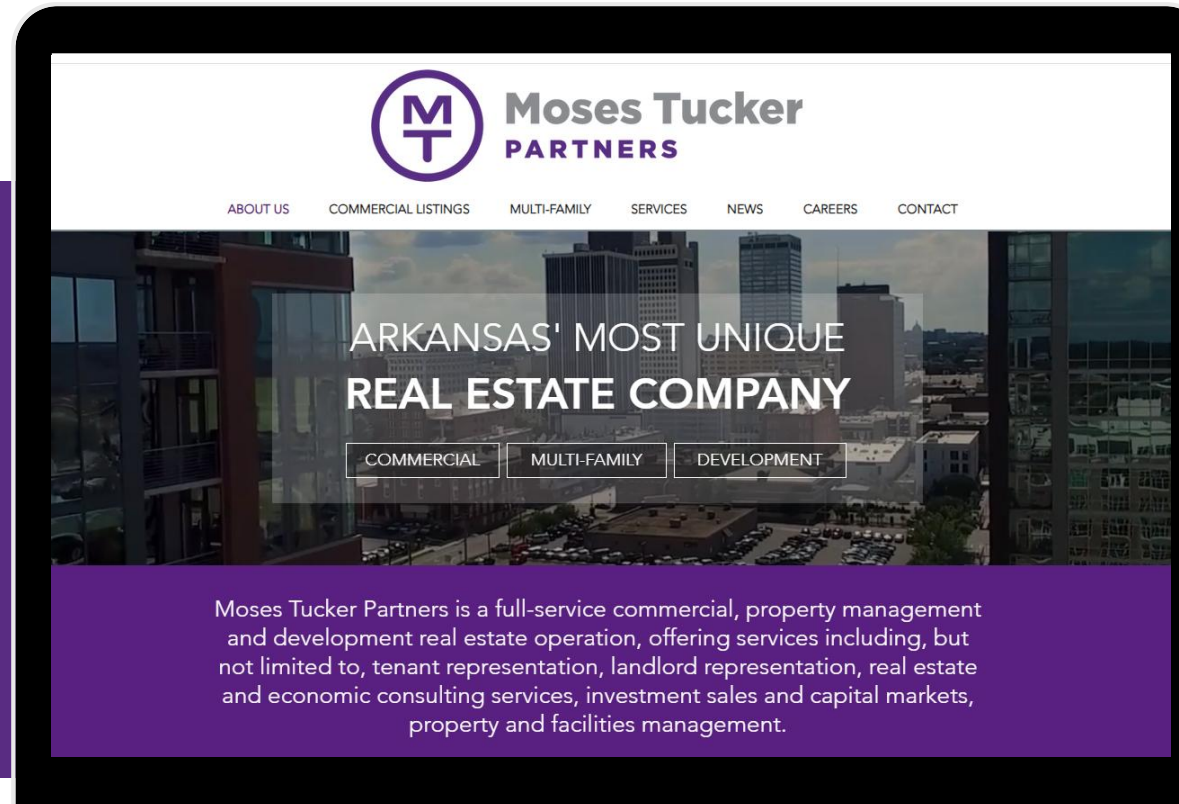 MT
Moses Tucker
PARTNERS
ABOUT US COMMERCIAL LISTINGS MULTI-FAMILY SERVICES NEWS CAREERS CONTACT
ARKANSAS' MOST UNIQUE
REAL ESTATE COMPANY
COMMERCIAL MULTI-FAMILY DEVELOPMENT
Moses Tucker Partners is a full-service commercial, property management
and development real estate operation, offering services including, but
not limited to, tenant representation, landlord representation, real estate
and economic consulting services, investment sales and capital markets,
property and facilities management.